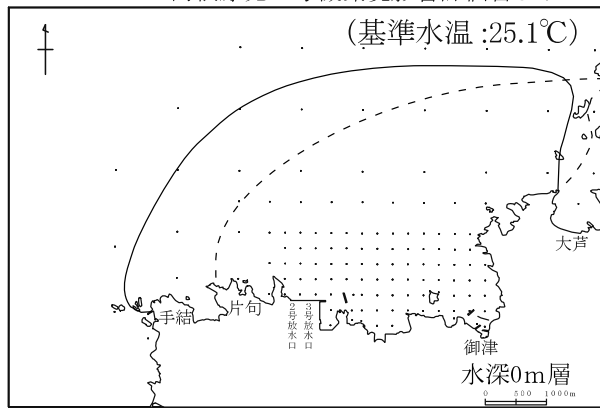 (基準水温 :25.1℃)
大芦
手結
片句
2号放水口
3号放水口
御津
水深0m層
0 500 1000m